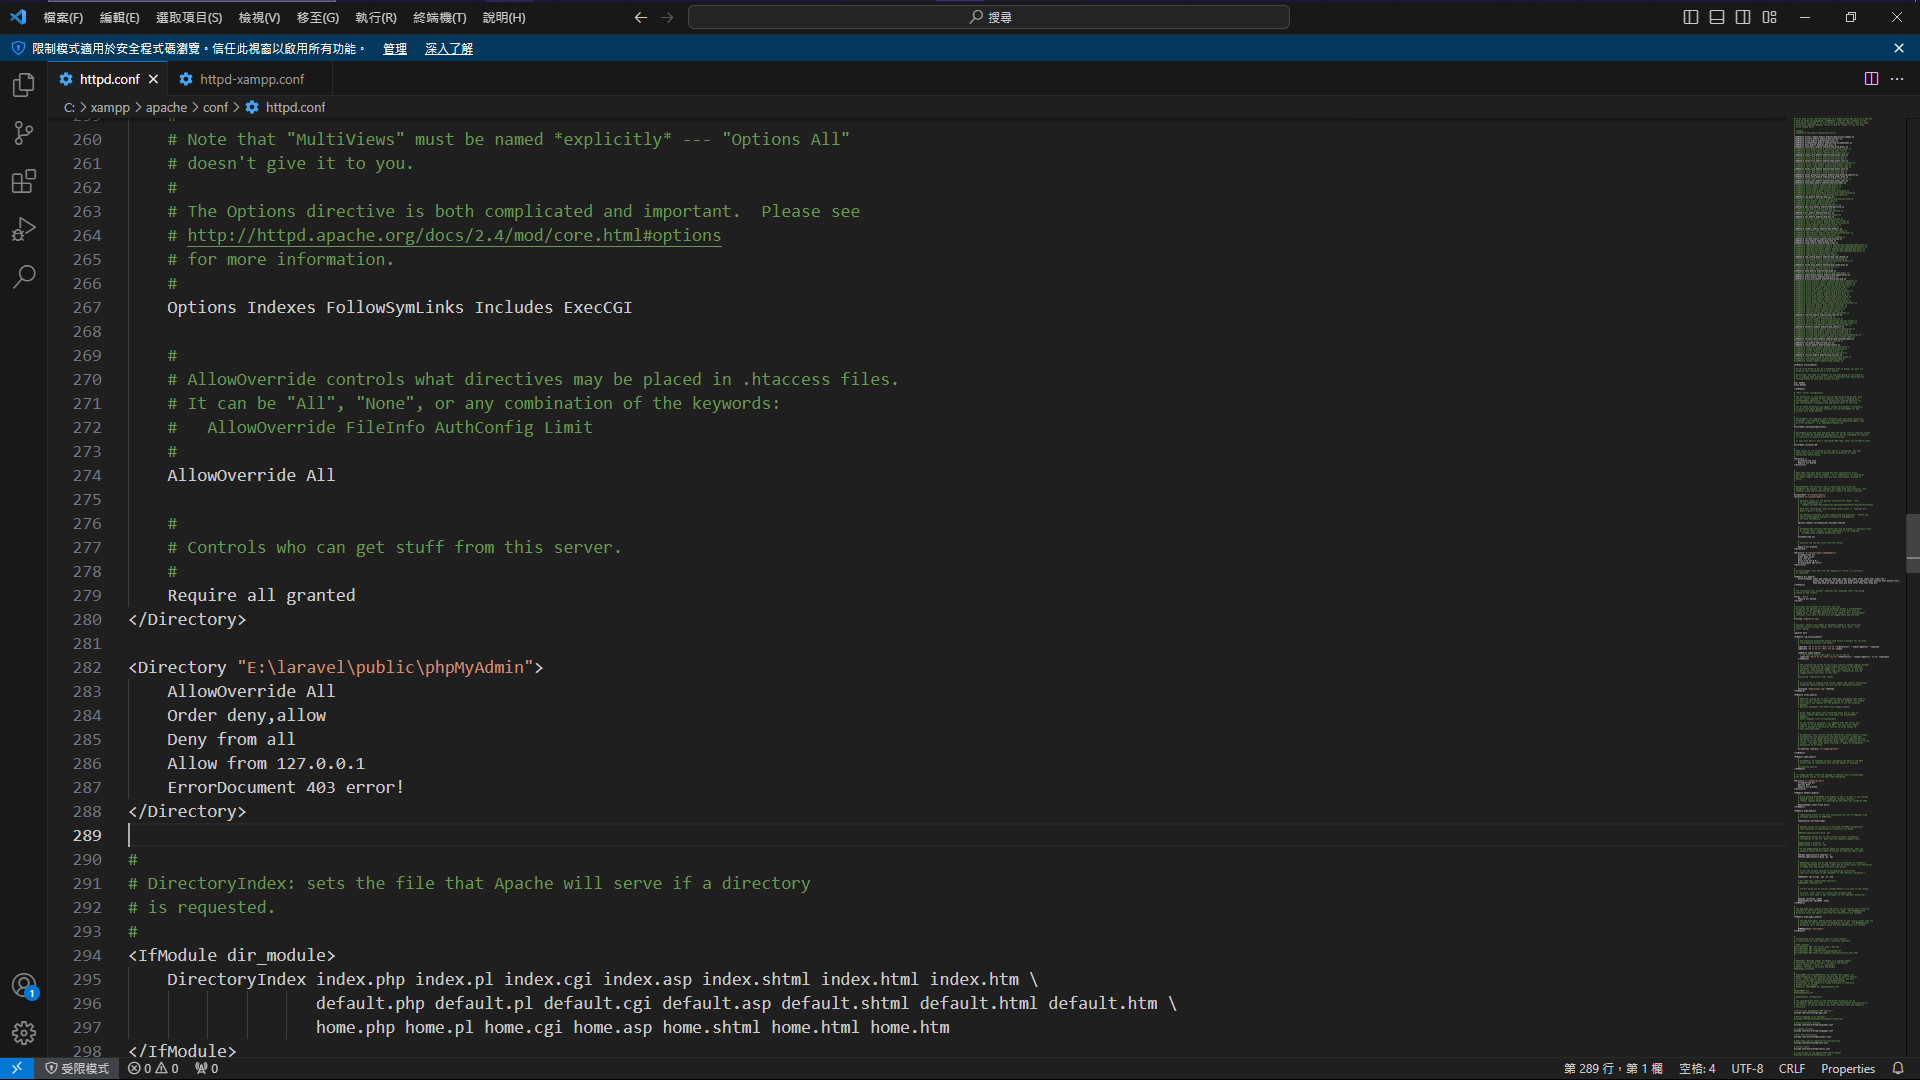 檔案(F) 編輯(E) 選取項目(S) 檢視(V) 移至(G) 執行(R) 終端機(T) 說明(H)
搜尋
限制模式適用於安全程式碼瀏覽。信任此視窗以啟用所有功能。 管理 深入了解
httpd.conf
httpd-xampp.conf
C: > xampp > apache > conf > httpd.conf
260 # Note that "MultiViews" must be named *explicitly* --- "Options All"
261 # doesn't give it to you.
262 #
263 # The Options directive is both complicated and important.  Please see
264 # http://httpd.apache.org/docs/2.4/mod/core.html#options
265 # for more information.
266 #
267 Options Indexes FollowSymLinks Includes ExecCGI
268
269 #
270 # AllowOverride controls what directives may be placed in .htaccess files.
271 # It can be "All", "None", or any combination of the keywords:
272 #   AllowOverride FileInfo AuthConfig Limit
273 #
274 AllowOverride All
275
276 #
277 # Controls who can get stuff from this server.
278 #
279 Require all granted
280 </Directory>
281
282 <Directory "E:\laravel\public\phpMyAdmin">
283 AllowOverride All
284 Order deny,allow
285 Deny from all
286 Allow from 127.0.0.1
287 ErrorDocument 403 error!
288 </Directory>
289
290 #
291 # DirectoryIndex: sets the file that Apache will serve if a directory
292 # is requested.
293 #
294 <IfModule dir_module>
295 DirectoryIndex index.php index.pl index.cgi index.asp index.shtml index.html index.htm \
296 default.php default.pl default.cgi default.asp default.shtml default.html default.htm \
297 home.php home.pl home.cgi home.asp home.shtml home.html home.htm
298 </IfModule>
1
受限模式 0 0 0
第 289 行，第 1 欄 空格: 4 UTF-8 CRLF Properties